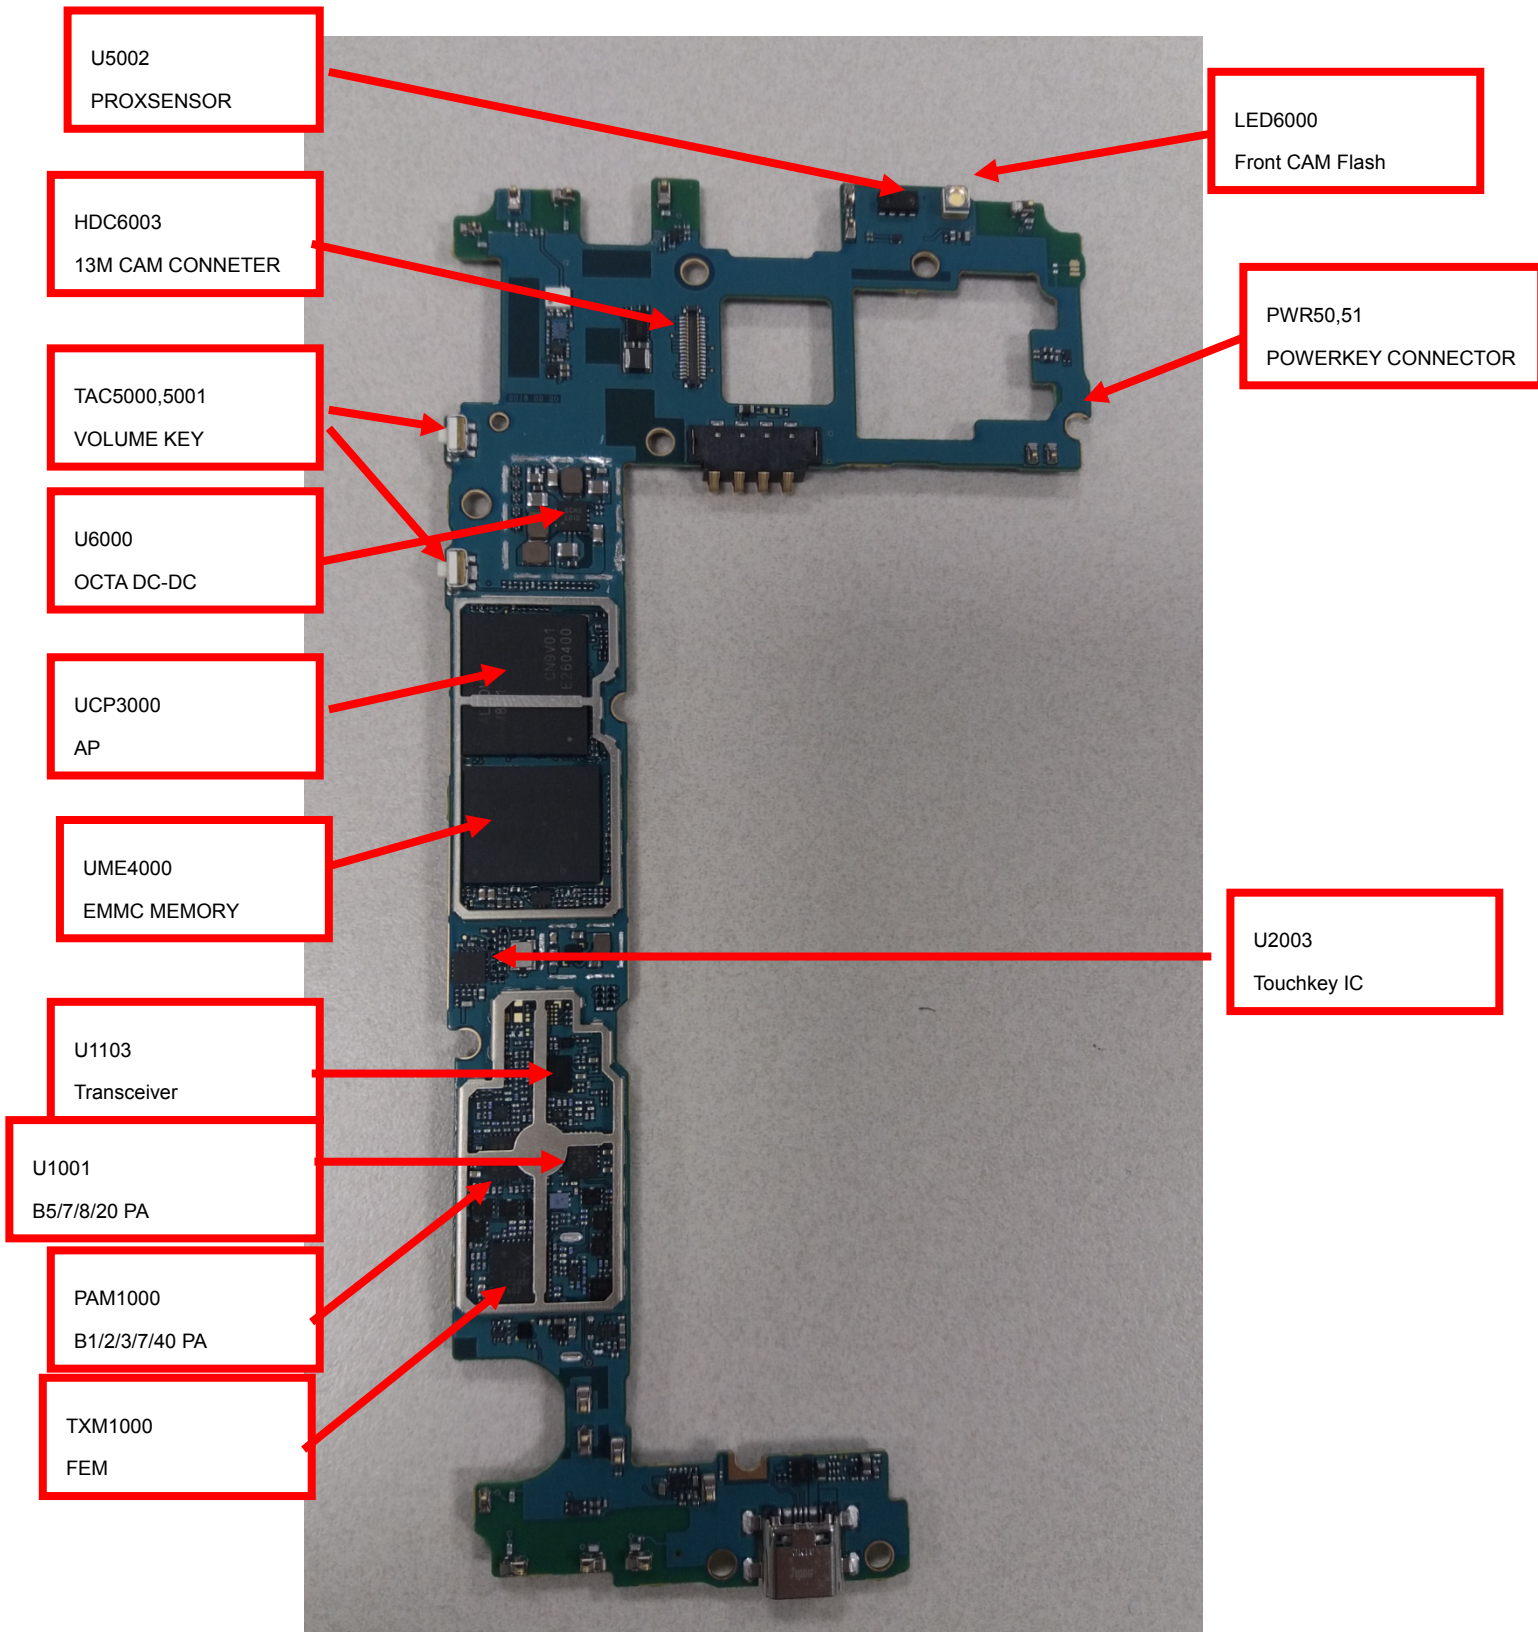 U5002
PROXSENSOR
LED6000
Front CAM Flash
HDC6003
13M CAM CONNETER
PWR50,51
POWERKEY CONNECTOR
TAC5000,5001
VOLUME KEY
U6000
OCTA DC-DC
UCP3000
AP
CN9V01
E260400
UME4000
EMMC MEMORY
U2003
Touchkey IC
U1103
Transceiver
U1001
B5/7/8/20 PA
PAM1000
B1/2/3/7/40 PA
TXM1000
FEM